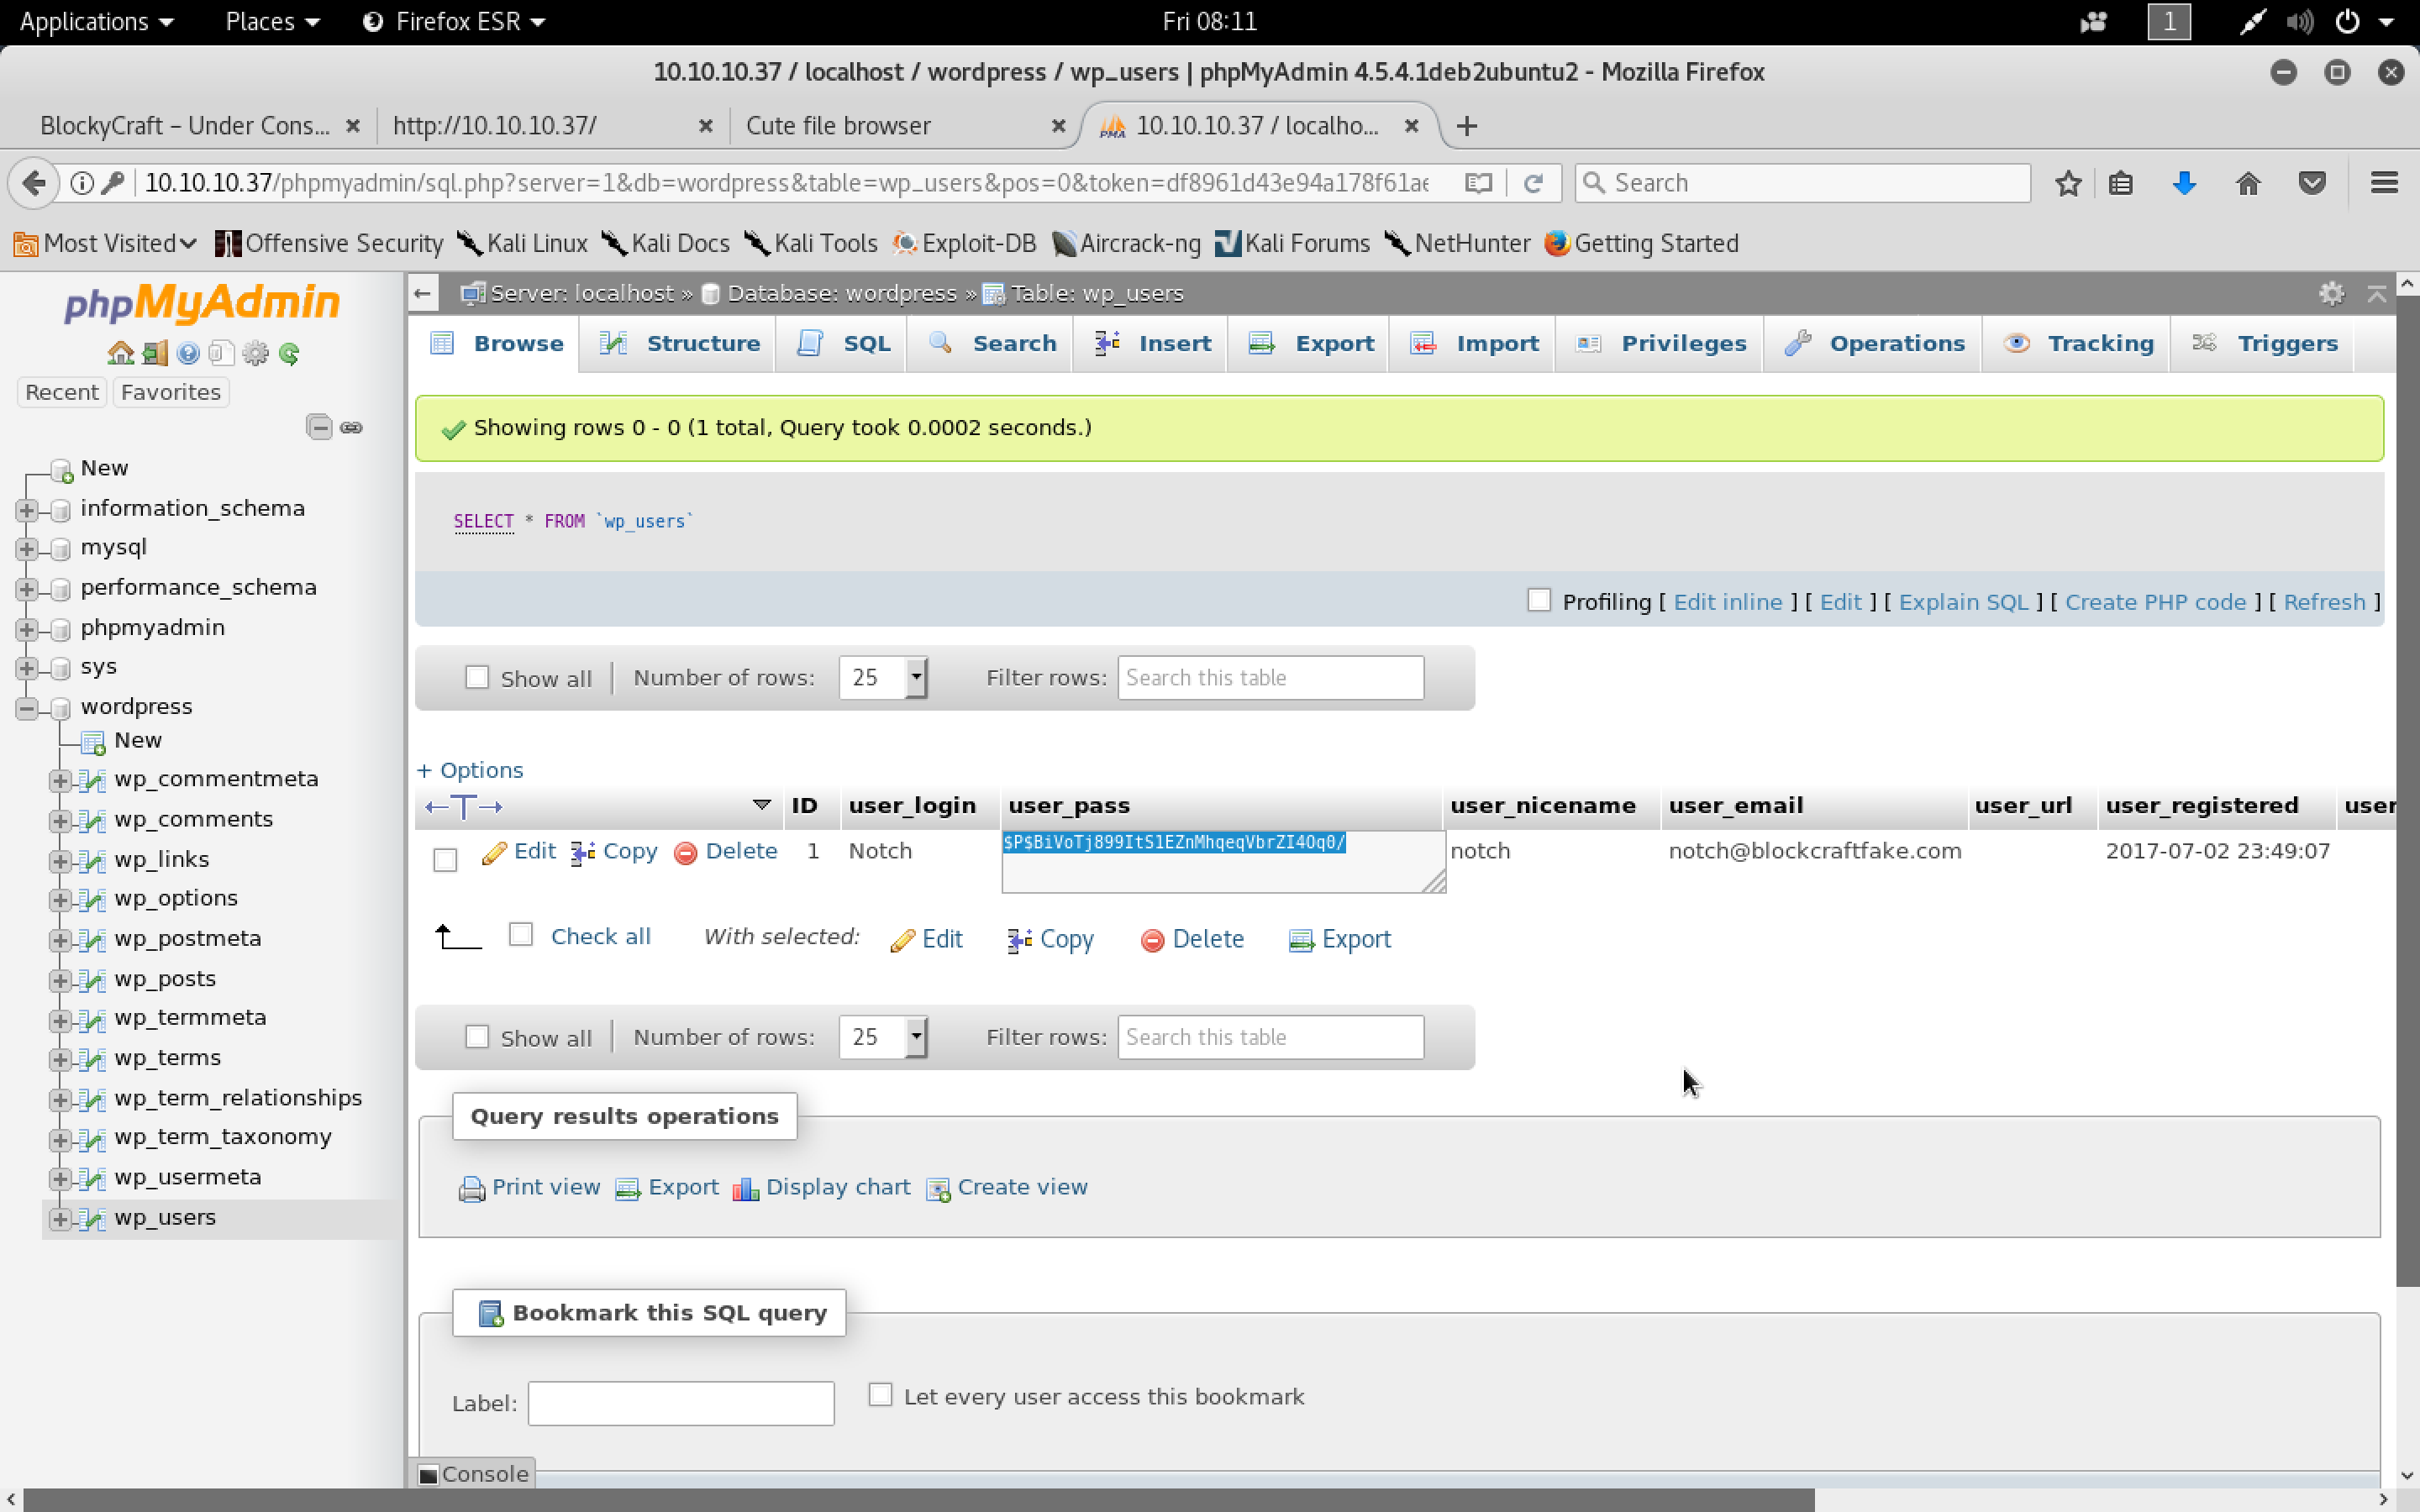 Applications Places Firefox ESR Fri 08:11 1
10.10.10.37 / localhost / wordpress / wp_users | phpMyAdmin 4.5.4.1deb2ubuntu2 - Mozilla Firefox
BlockyCraft – Under Cons... http://10.10.10.37/ Cute file browser 10.10.10.37 / localho...
10.10.10.37/phpmyadmin/sql.php?server=1&db=wordpress&table=wp_users&pos=0&token=df8961d43e94a178f61ae Search
Most Visited Offensive Security Kali Linux Kali Docs Kali Tools Exploit-DB Aircrack-ng Kali Forums NetHunter Getting Started
phpMyAdmin
Recent Favorites
New
information_schema
mysql
performance_schema
phpmyadmin
sys
wordpress
New
wp_commentmeta
wp_comments
wp_links
wp_options
wp_postmeta
wp_posts
wp_termmeta
wp_terms
wp_term_relationships
wp_term_taxonomy
wp_usermeta
wp_users
Server: localhost » Database: wordpress » Table: wp_users
Browse Structure SQL Search Insert Export Import Privileges Operations Tracking Triggers
Showing rows 0 - 0 (1 total, Query took 0.0002 seconds.)
SELECT * FROM `wp_users`
Profiling [ Edit inline ] [ Edit ] [ Explain SQL ] [ Create PHP code ] [ Refresh ]
Show all Number of rows: 25 Filter rows: Search this table
+ Options
←T→ ID user_login user_pass user_nicename user_email user_url user_registered user
Edit Copy Delete 1 Notch $P$BiVoTj899ItS1EZnMhqeqVbrZI4Oq0/ notch notch@blockcraftfake.com 2017-07-02 23:49:07
Check all With selected: Edit Copy Delete Export
Show all Number of rows: 25 Filter rows: Search this table
Query results operations
Print view Export Display chart Create view
Bookmark this SQL query
Label: Let every user access this bookmark
Console